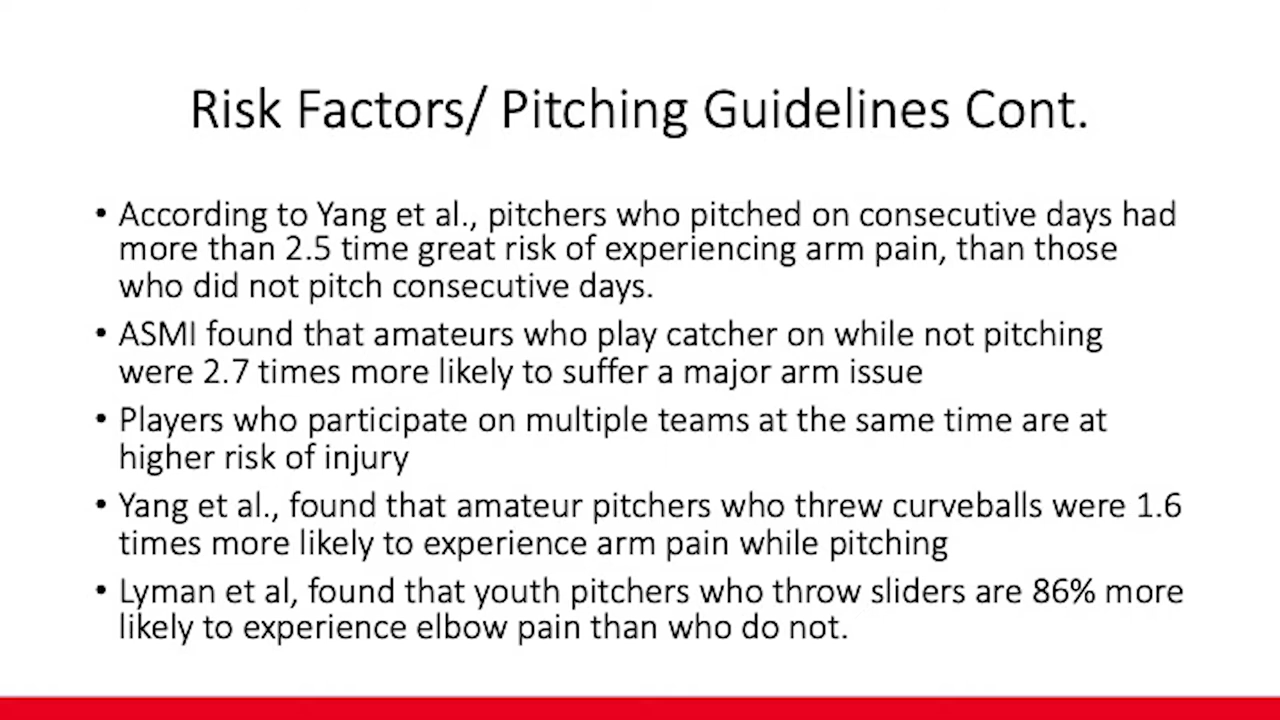 Risk Factors/ Pitching Guidelines Cont.
• According to Yang et al., pitchers who pitched on consecutive days had
more than 2.5 time great risk of experiencing arm pain, than those
who did not pitch consecutive days.
• ASMI found that amateurs who play catcher on while not pitching
were 2.7 times more likely to suffer a major arm issue
• Players who participate on multiple teams at the same time are at
higher risk of injury
• Yang et al., found that amateur pitchers who threw curveballs were 1.6
times more likely to experience arm pain while pitching
• Lyman et al, found that youth pitchers who throw sliders are 86% more
likely to experience elbow pain than who do not.